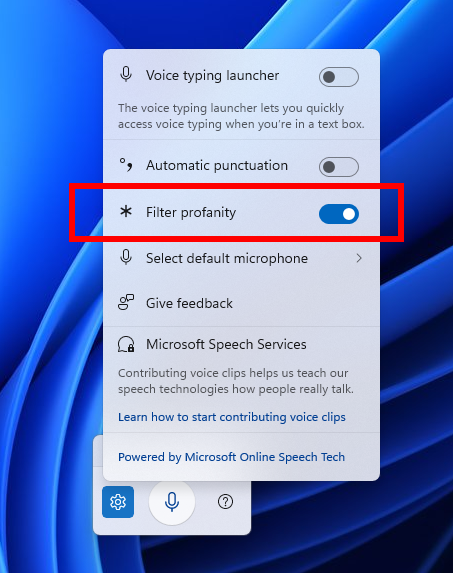 Voice typing launcher
The voice typing launcher lets you quickly
access voice typing when you're in a text box.
Automatic punctuation
Filter profanity
Select default microphone
Give feedback
Microsoft Speech Services
Contributing voice clips helps us teach our
speech technologies how people really talk.
Learn how to start contributing voice clips
Powered by Microsoft Online Speech Tech